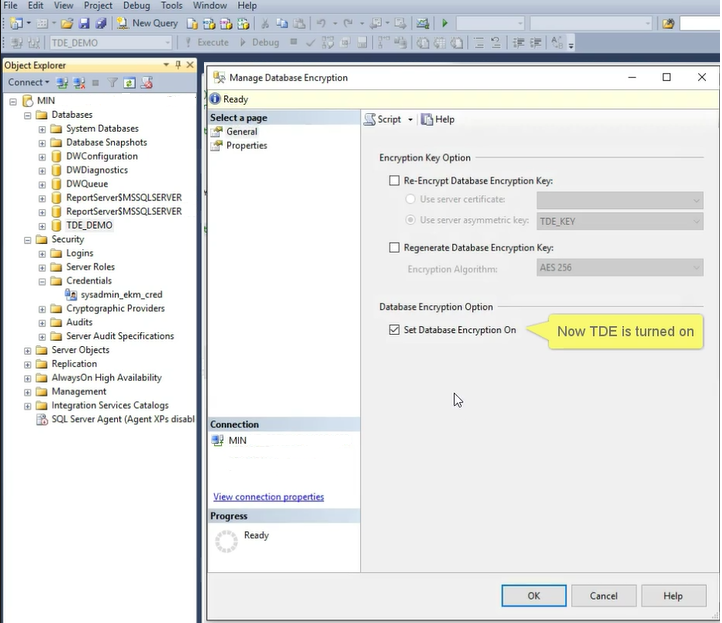 File Edit View Project Debug Tools Window Help
New Query
TDE_DEMO Execute Debug
Object Explorer
Connect
MIN
Databases
System Databases
Database Snapshots
DWConfiguration
DWDiagnostics
DWQueue
ReportServer$MSSQLSERVER
ReportServer$MSSQLSERVER
TDE_DEMO
Security
Logins
Server Roles
Credentials
sysadmin_ekm_cred
Cryptographic Providers
Audits
Server Audit Specifications
Server Objects
Replication
AlwaysOn High Availability
Management
Integration Services Catalogs
SQL Server Agent (Agent XPs disabl
Manage Database Encryption
Ready
Select a page
General
Properties
Script Help
Encryption Key Option
Re-Encrypt Database Encryption Key:
Use server certificate:
Use server asymmetric key: TDE_KEY
Regenerate Database Encryption Key:
Encryption Algorithm: AES 256
Database Encryption Option
Set Database Encryption On
Now TDE is turned on
Connection
MIN
View connection properties
Progress
Ready
OK Cancel Help